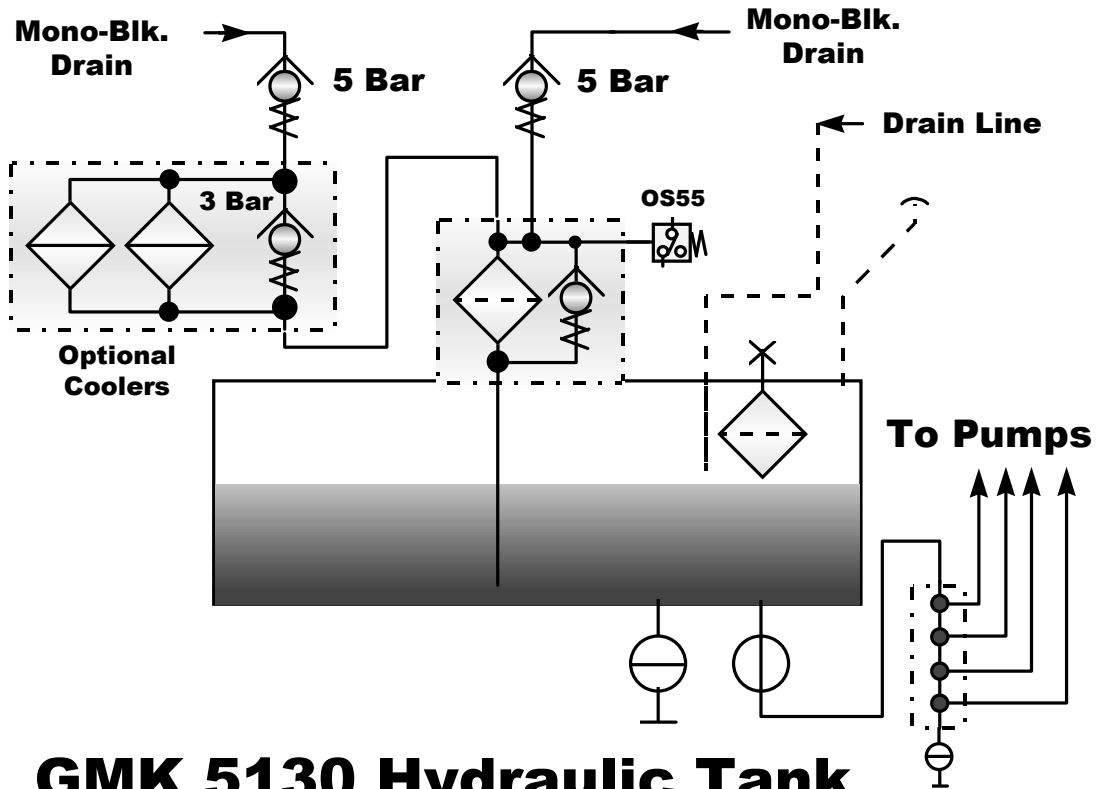 Mono-Blk.
Drain
5 Bar
5 Bar
Mono-Blk.
Drain
Drain Line
3 Bar
OS55
Optional
Coolers
To Pumps
GMK 5130 Hydraulic Tank